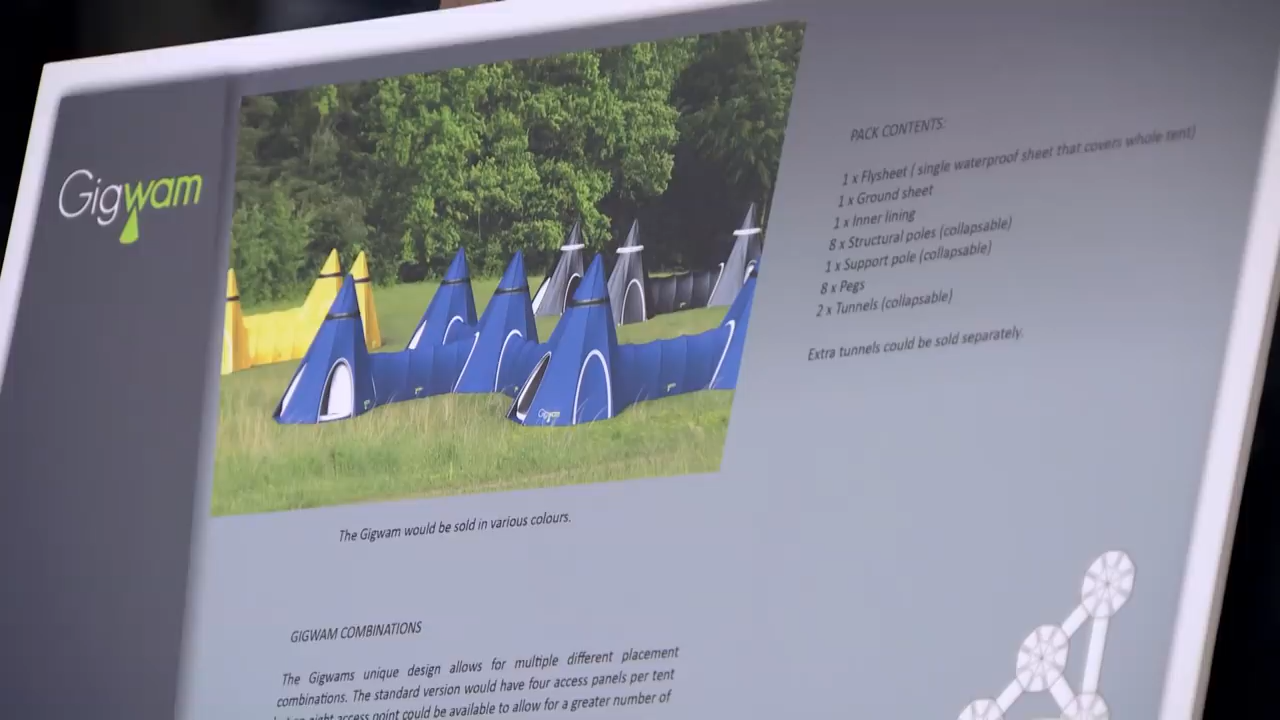 Gigwam
PACK CONTENTS:
1 x Flysheet ( single waterproof sheet that covers whole tent)
1 x Ground sheet
1 x Inner lining
8 x Structural poles (collapsable)
1 x Support pole (collapsable)
8 x Pegs
2 x Tunnels (collapsable)
Extra tunnels could be sold separately.
Gigwam
The Gigwam would be sold in various colours.
GIGWAM COMBINATIONS
The Gigwams unique design allows for multiple different placement
combinations. The standard version would have four access panels per tent
eight access point could be available to allow for a greater number of